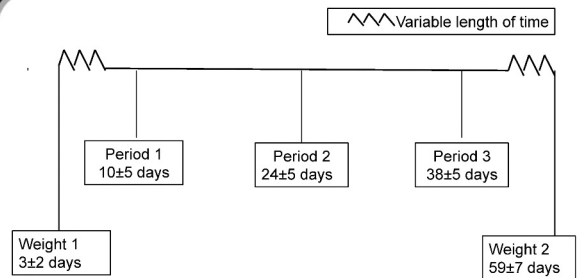 Variable length of time
Period 1
10±5 days
Period 2
24±5 days
Period 3
38±5 days
Weight 1
3±2 days
Weight 2
59±7 days